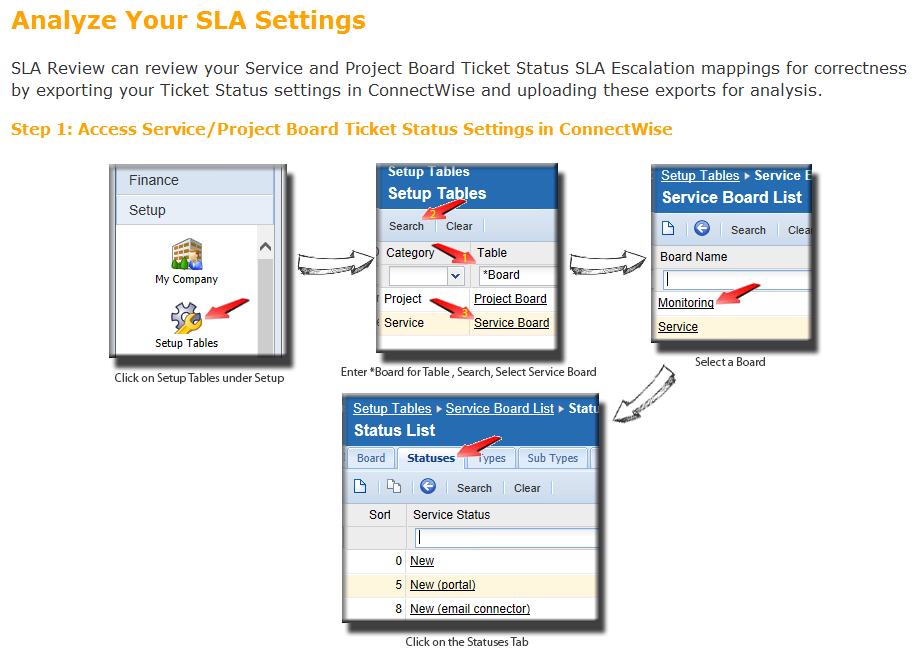 Analyze Your SLA Settings
SLA Review can review your Service and Project Board Ticket Status SLA Escalation mappings for correctness
by exporting your Ticket Status settings in ConnectWise and uploading these exports for analysis.
Step 1: Access Service/Project Board Ticket Status Settings in ConnectWise
Finance
Setup
My Company
Setup Tables
Click on Setup Tables under Setup
Setup Tables
Setup Tables
2
Search Clear
1
Category Table
*Board
Project Project Board
3
Service Service Board
Enter *Board for Table , Search, Select Service Board
Setup Tables Service
Service Board List
Search Clea
Board Name
Monitoring
Service
Select a Board
Setup Tables Service Board List Statu
Status List
Board Statuses Types Sub Types
Search Clear
Sort Service Status
0 New
5 New (portal)
8 New (email connector)
Click on the Statuses Tab